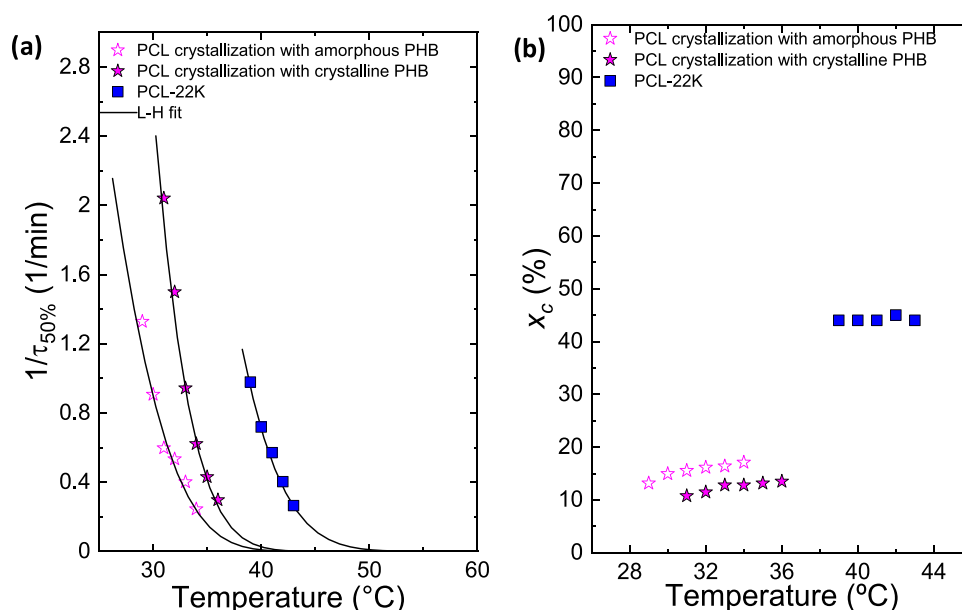 (a)
PCL crystallization with amorphous PHB
PCL crystallization with crystalline PHB
PCL-22K
L-H fit
2.8
2.4
2
1.6
1.2
0.8
0.4
0
30
40
50
60
1/τ50% (1/min)
Temperature (°C)
(b)
PCL crystallization with amorphous PHB
PCL crystallization with crystalline PHB
PCL-22K
100
90
80
70
60
50
40
30
20
10
0
28
32
36
40
44
xc (%)
Temperature (ºC)